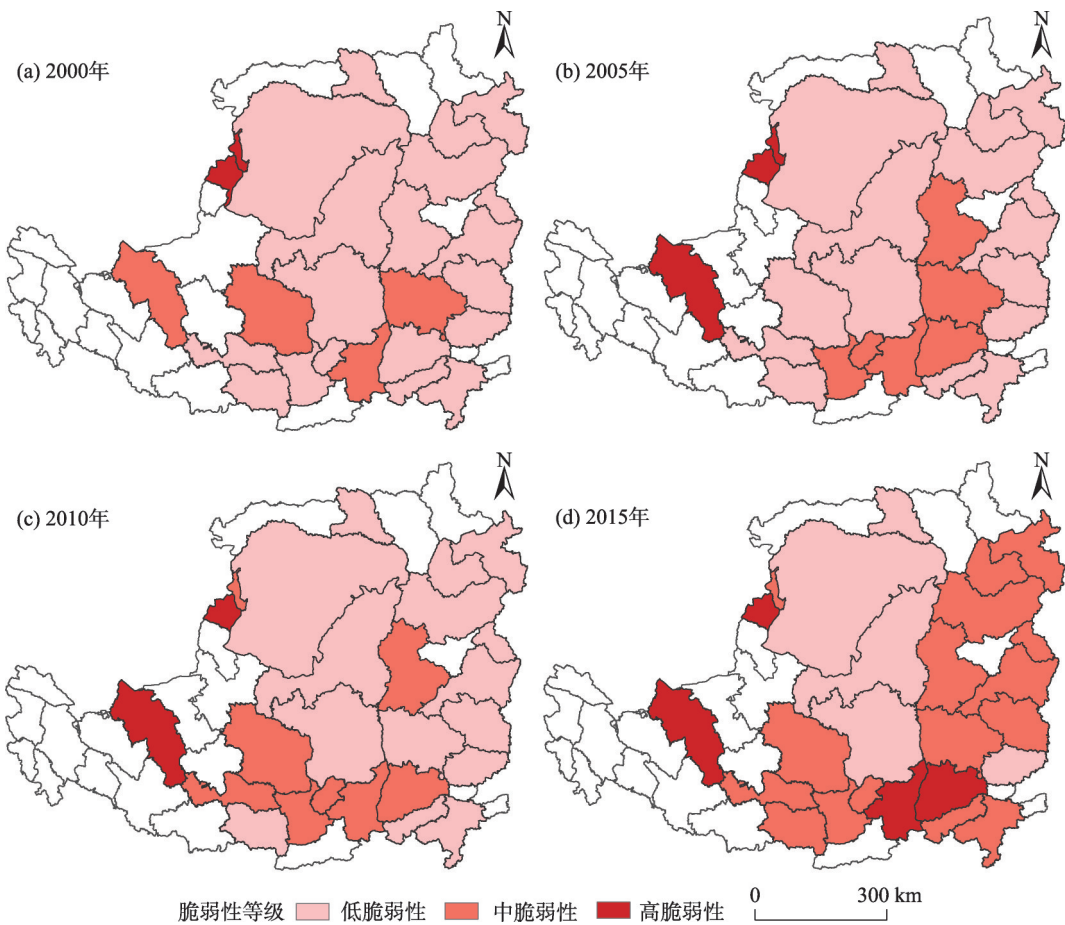 N
N
(a) 2000年
(b) 2005年
N
N
(c) 2010年
(d) 2015年
脆弱性等级 低脆弱性 中脆弱性 高脆弱性
0 300 km